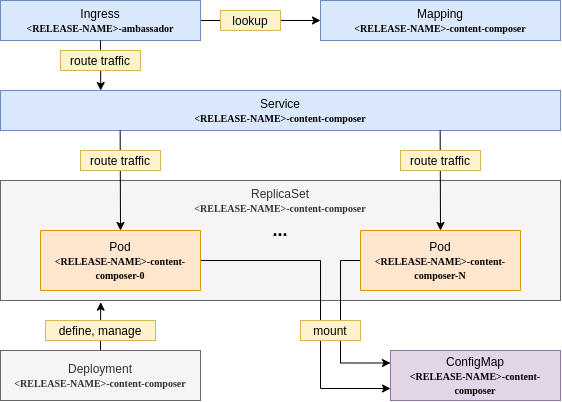 Ingress
<RELEASE-NAME>-ambassador
lookup
Mapping
<RELEASE-NAME>-content-composer
route traffic
Service
<RELEASE-NAME>-content-composer
route traffic
route traffic
ReplicaSet
<RELEASE-NAME>-content-composer
...
Pod
<RELEASE-NAME>-content-
composer-0
Pod
<RELEASE-NAME>-content-
composer-N
define, manage
mount
Deployment
<RELEASE-NAME>-content-composer
ConfigMap
<RELEASE-NAME>-content-
composer